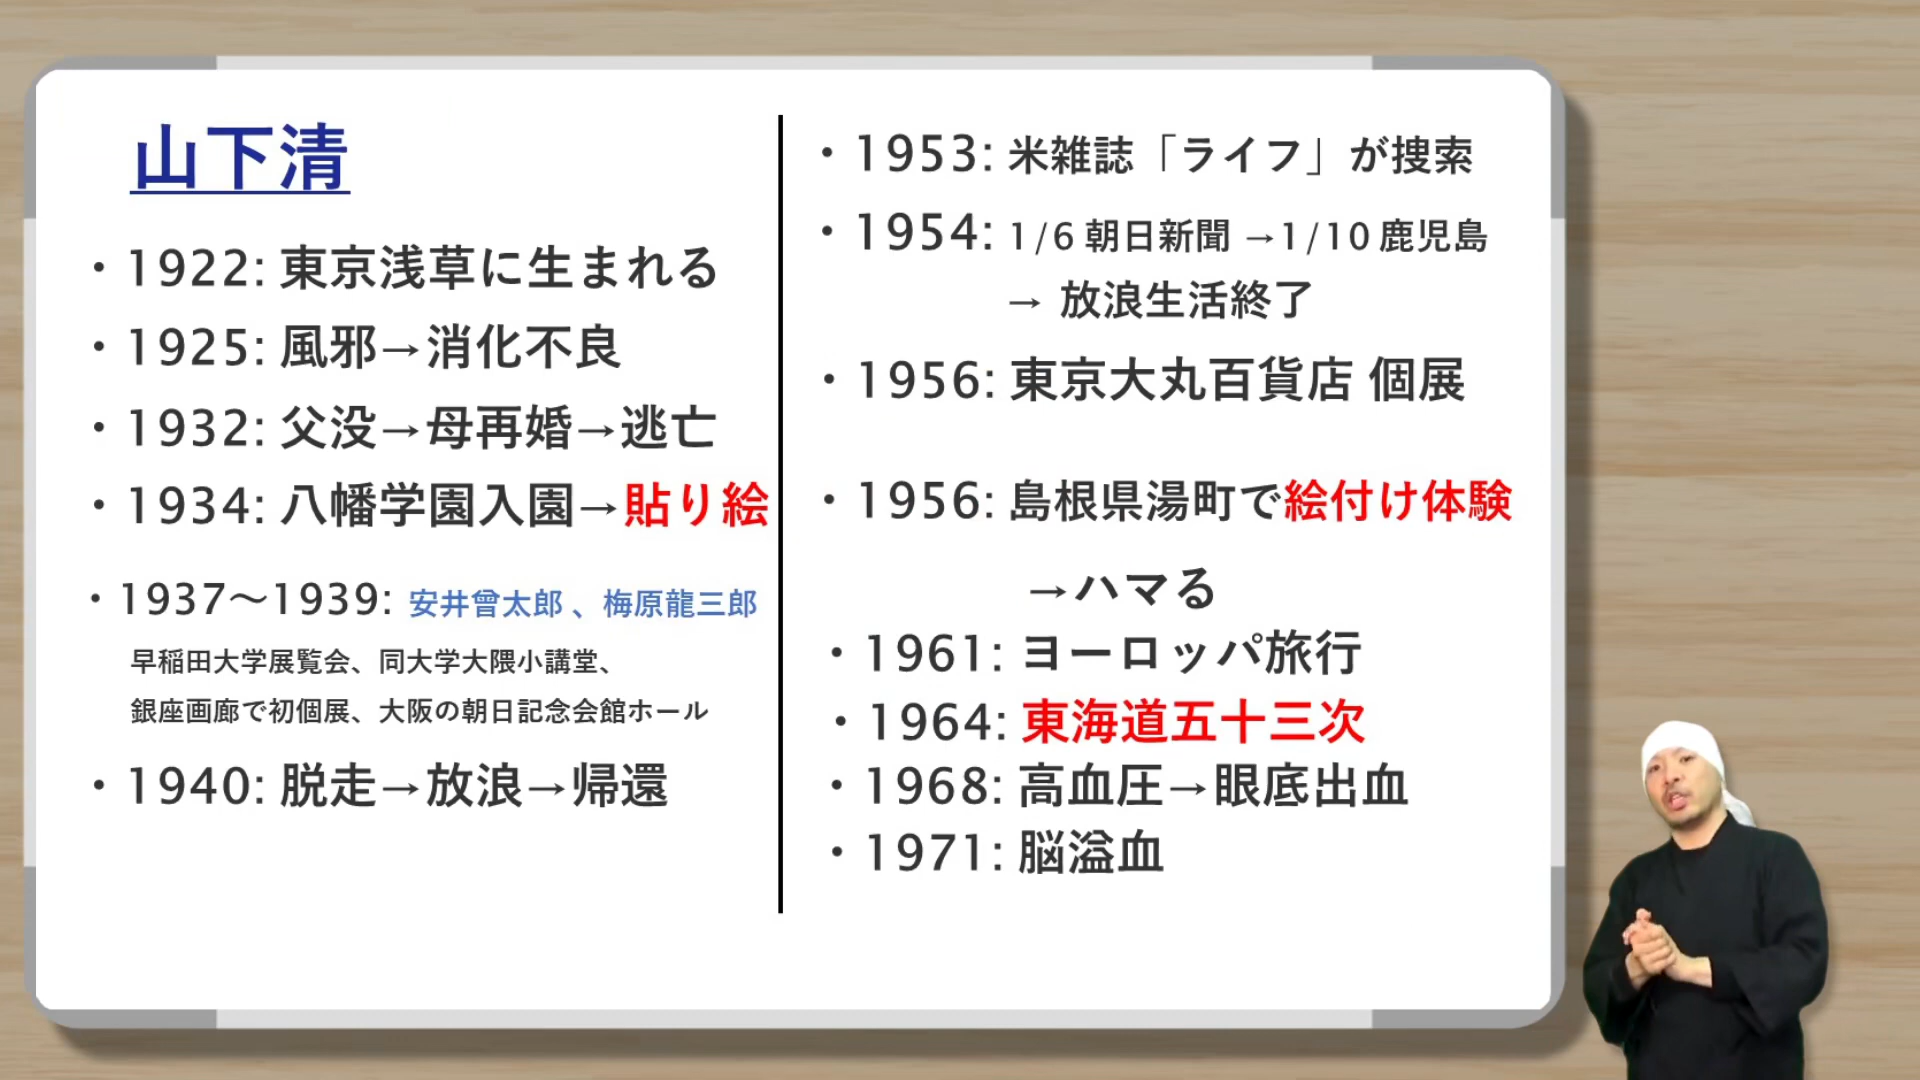 山下清
・1922: 東京浅草に生まれる
・1925: 風邪→消化不良
・1932: 父没→母再婚→逃亡
・1934: 八幡学園入園→貼り絵
・1937〜1939: 安井曾太郎、梅原龍三郎
早稲田大学展覧会、同大学大隈小講堂、
銀座画廊で初個展、大阪の朝日記念会館ホール
・1940: 脱走→放浪→帰還
・1953: 米雑誌「ライフ」が捜索
・1954: 1/6 朝日新聞 →1/10 鹿児島
→ 放浪生活終了
・1956: 東京大丸百貨店 個展
・1956: 島根県湯町で絵付け体験
→ハマる
・1961: ヨーロッパ旅行
・1964: 東海道五十三次
・1968: 高血圧→眼底出血
・1971: 脳溢血